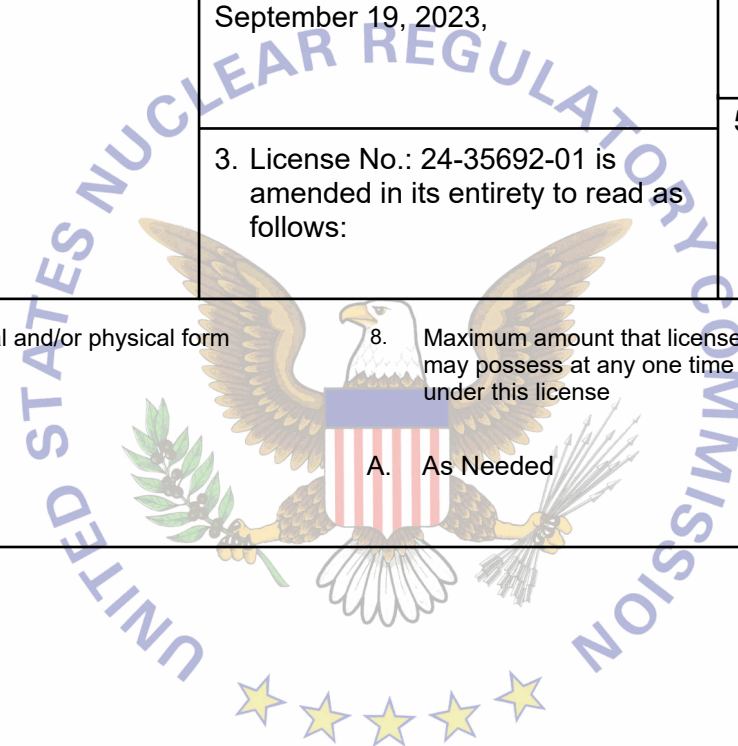 September 19, 2023,
3. License No.: 24-35692-01 is
amended in its entirety to read as
follows:
and/or physical form
8. Maximum amount that license
may possess at any one time
under this license
A. As Needed
UNITED STATES NUCLEAR REGULATORY COMMISSION